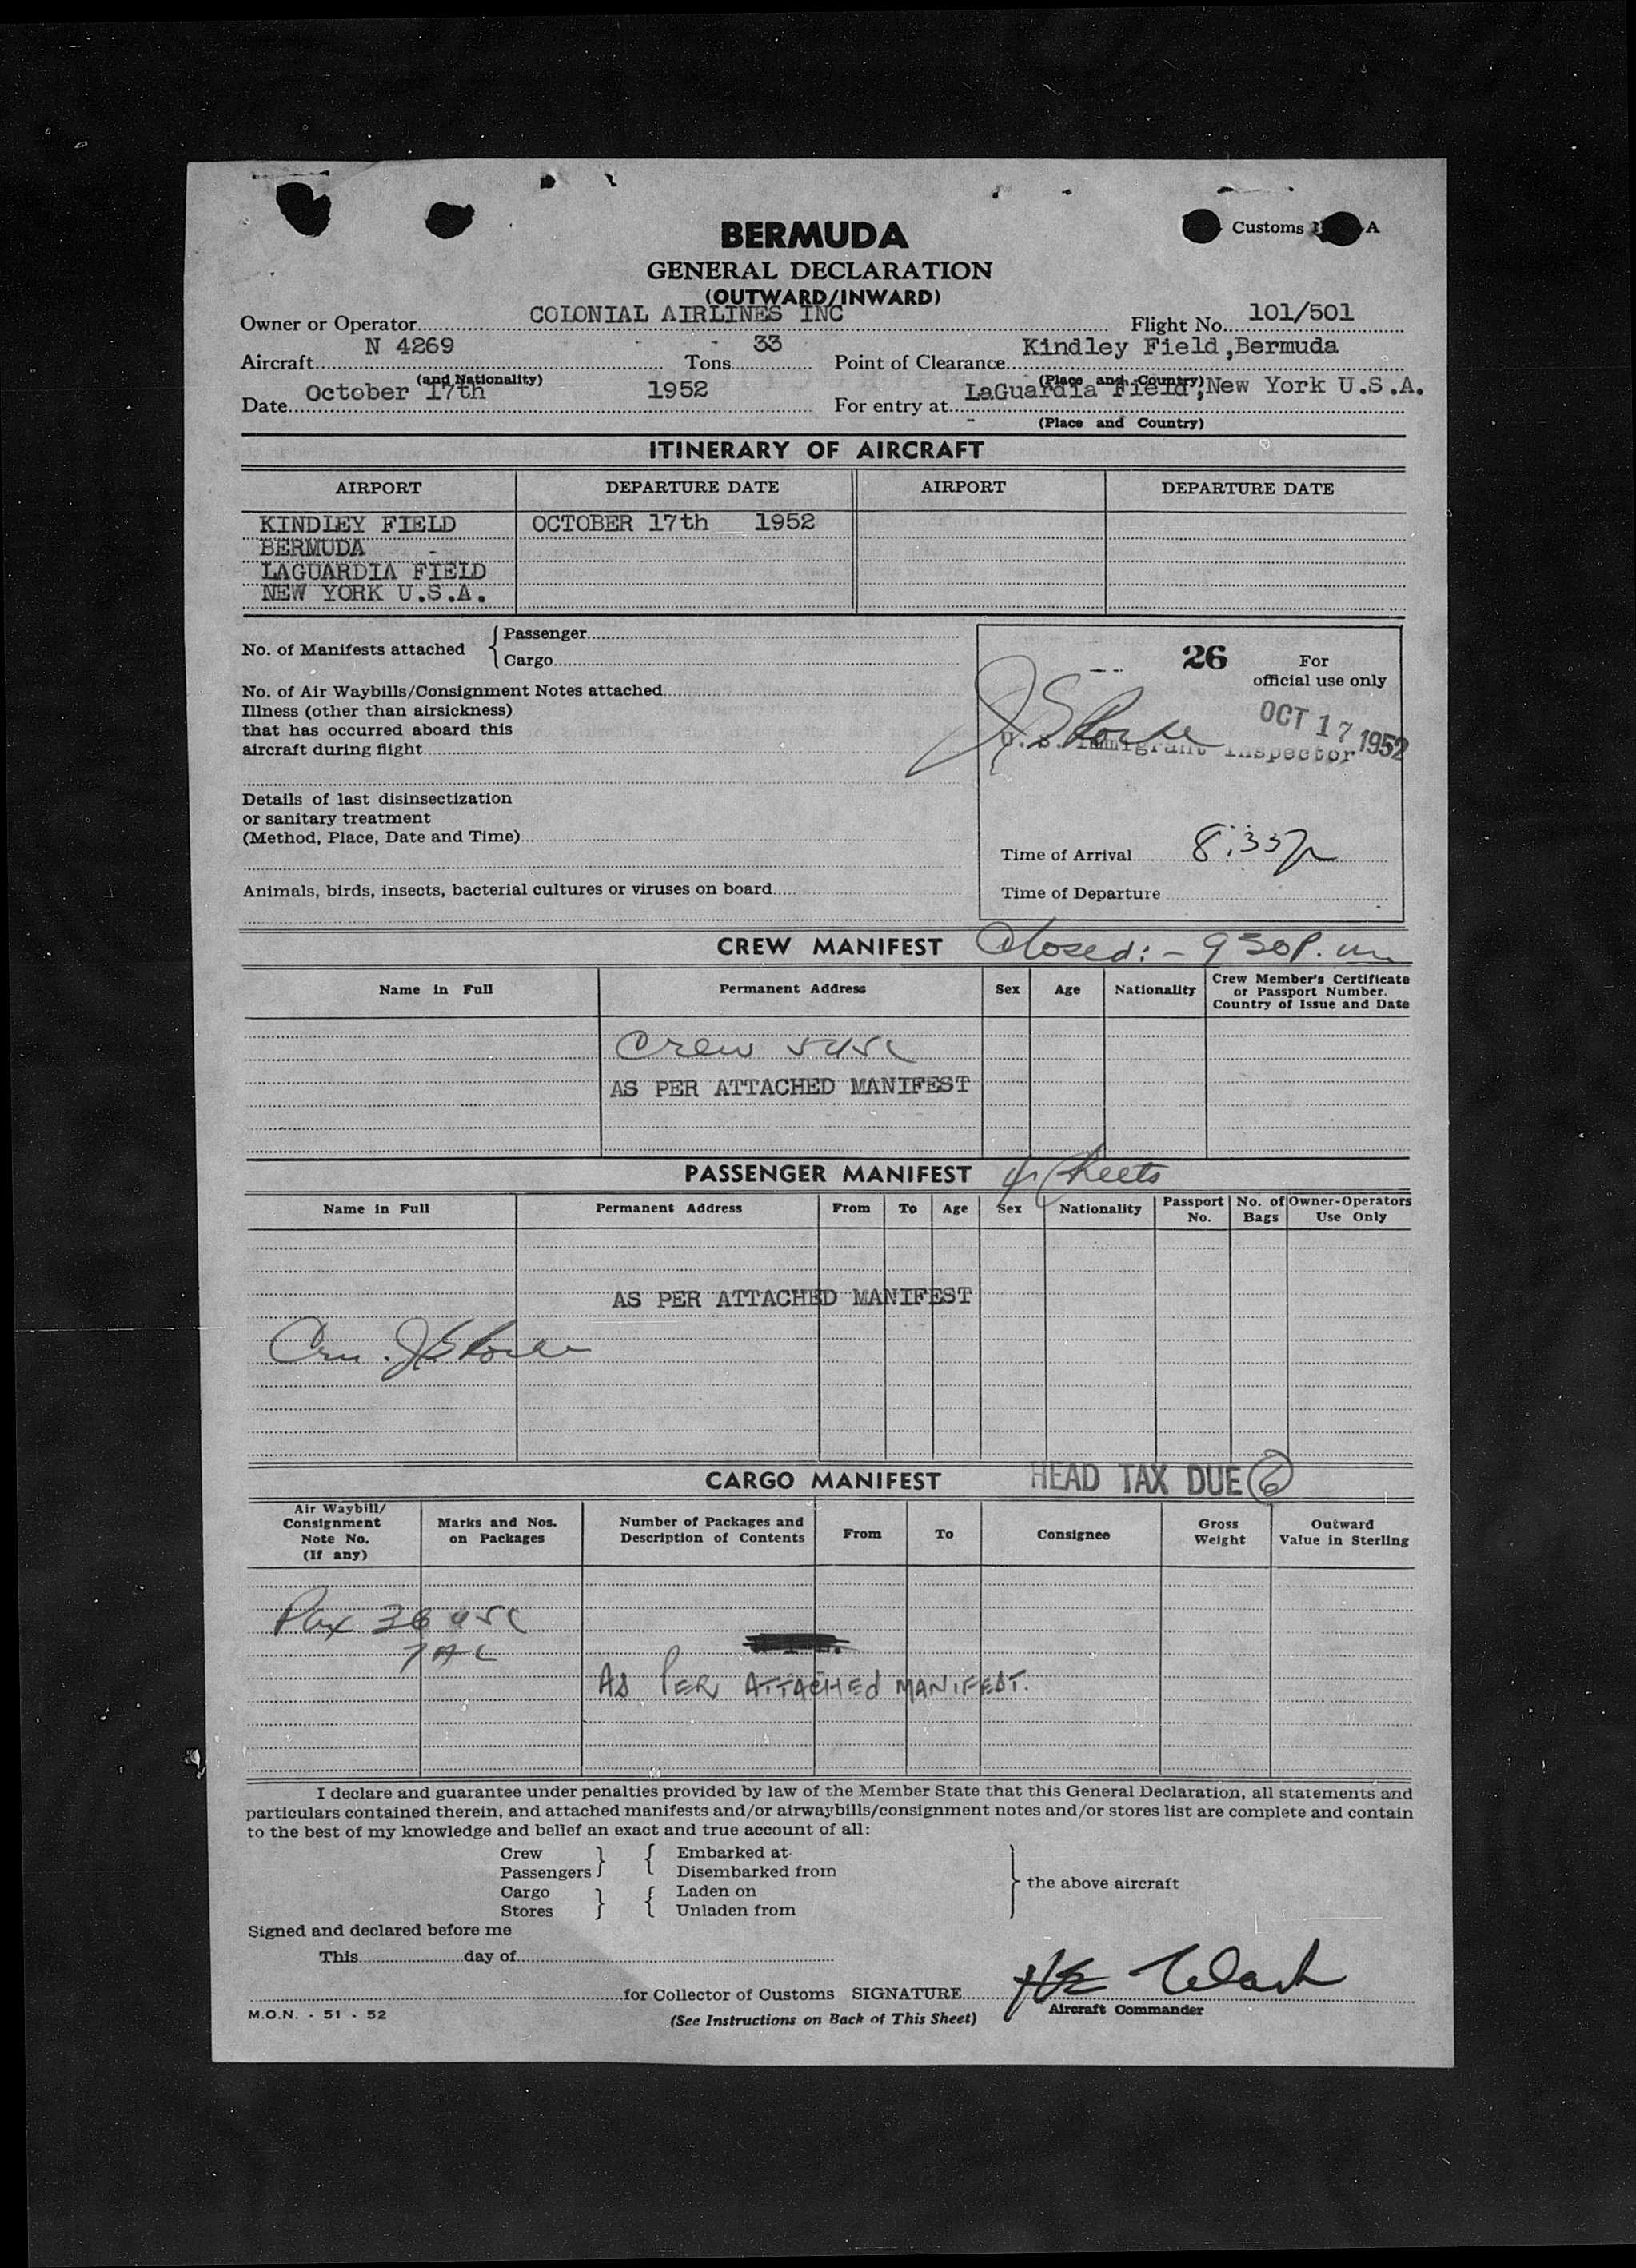 Customs A
BERMUDA
GENERAL DECLARATION
(OUTWARD/INWARD)
Owner or Operator COLONIAL AIRLINES INC Flight No. 101/501
Aircraft N 4269 Tons 33 Point of Clearance Kindley Field, Bermuda
(and Nationality) (Place and Country)
Date October 17th 1952 For entry at LaGuardia Field, New York U.S.A.
(Place and Country)
ITINERARY OF AIRCRAFT
AIRPORT DEPARTURE DATE AIRPORT DEPARTURE DATE
KINDLEY FIELD OCTOBER 17th 1952
BERMUDA
LAGUARDIA FIELD
NEW YORK U.S.A.
No. of Manifests attached { Passenger
Cargo
26 For
official use only
No. of Air Waybills/Consignment Notes attached
Illness (other than airsickness)
that has occurred aboard this
aircraft during flight
OCT 17 1952
U. S. Immigrant Inspector
Details of last disinsectization
or sanitary treatment
(Method, Place, Date and Time)
Time of Arrival 8:33p
Animals, birds, insects, bacterial cultures or viruses on board
Time of Departure
CREW MANIFEST Closed: - 9 30 P. m
Name in Full Permanent Address Sex Age Nationality Crew Member's Certificate
or Passport Number.
Country of Issue and Date
Crew 5 USC
AS PER ATTACHED MANIFEST
PASSENGER MANIFEST 4 Sheets
Name in Full Permanent Address From To Age Sex Nationality Passport No. No. of Bags Owner-Operators Use Only
AS PER ATTACHED MANIFEST
CARGO MANIFEST HEAD TAX DUE 6
Air Waybill/
Consignment
Note No.
(If any) Marks and Nos.
on Packages Number of Packages and
Description of Contents From To Consignee Gross
Weight Outward
Value in Sterling
Pax 36 USC
7 AL
AS PER ATTACHED MANIFEST.
I declare and guarantee under penalties provided by law of the Member State that this General Declaration, all statements and
particulars contained therein, and attached manifests and/or airwaybills/consignment notes and/or stores list are complete and contain
to the best of my knowledge and belief an exact and true account of all:
Crew } { Embarked at
Passengers Disembarked from
Cargo } { Laden on
Stores Unladen from
} the above aircraft
Signed and declared before me
This day of
for Collector of Customs SIGNATURE
Aircraft Commander
M.O.N. - 51 - 52
(See Instructions on Back of This Sheet)